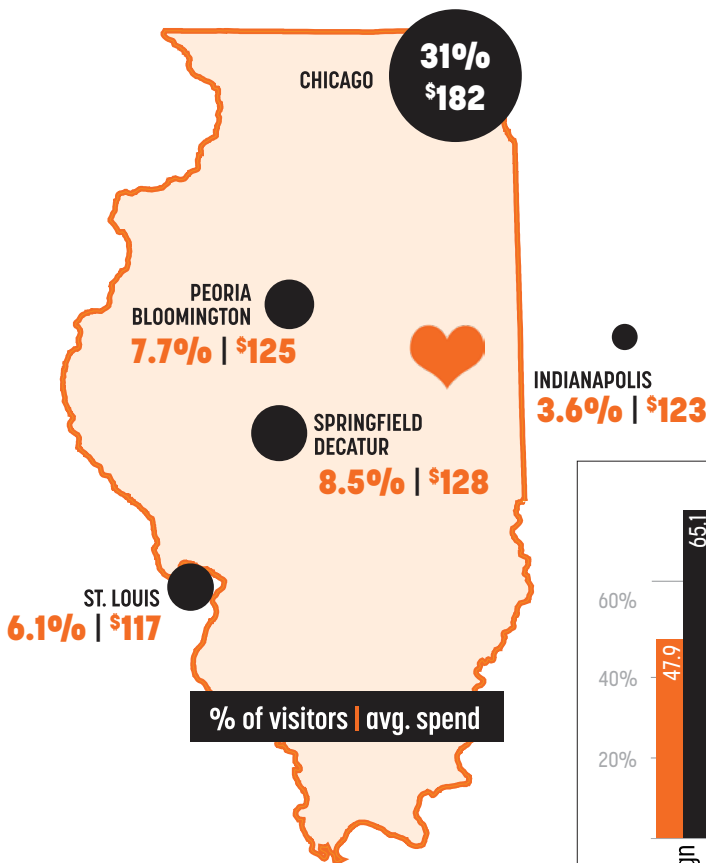 CHICAGO
31%
$182
PEORIA
BLOOMINGTON
7.7% | $125
INDIANAPOLIS
3.6% | $123
SPRINGFIELD
DECATUR
8.5% | $128
ST. LOUIS
6.1% | $117
% of visitors | avg. spend
60%
40%
20%
47.9
65.1
gn